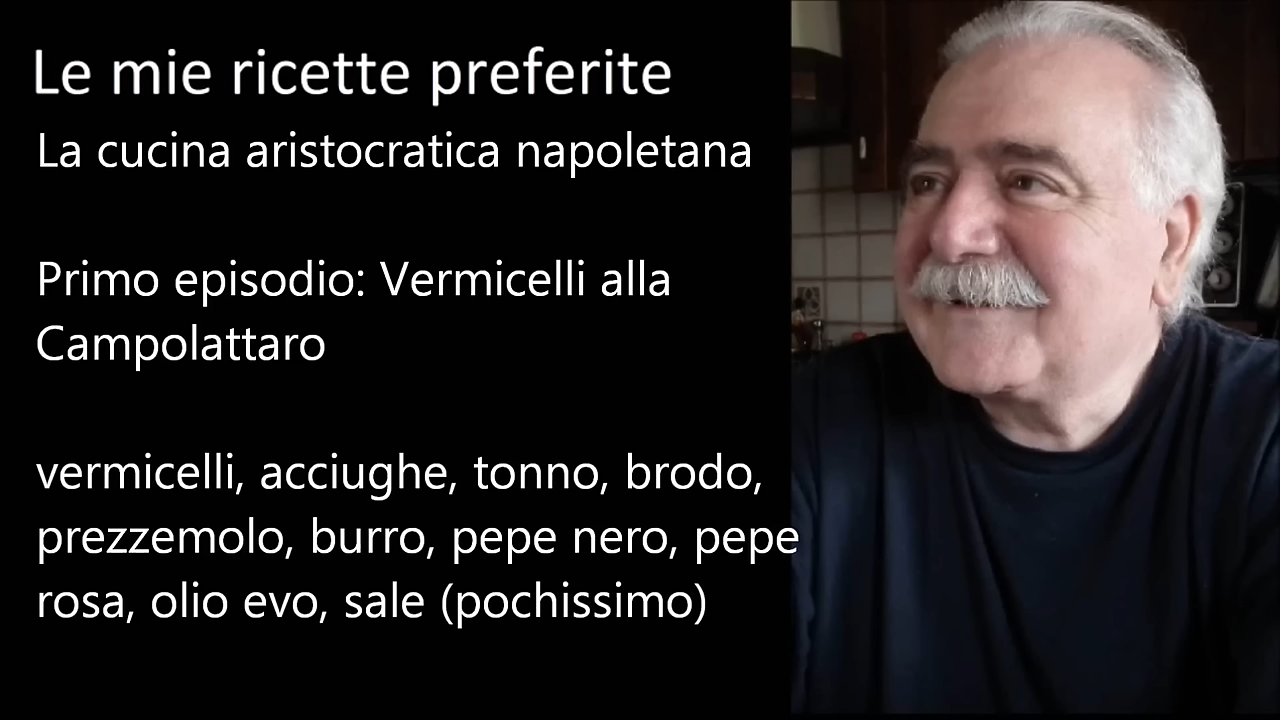 Le mie ricette preferite
La cucina aristocratica napoletana
Primo episodio: Vermicelli alla
Campolattaro
vermicelli, acciughe, tonno, brodo,
prezzemolo, burro, pepe nero, pepe
rosa, olio evo, sale (pochissimo)